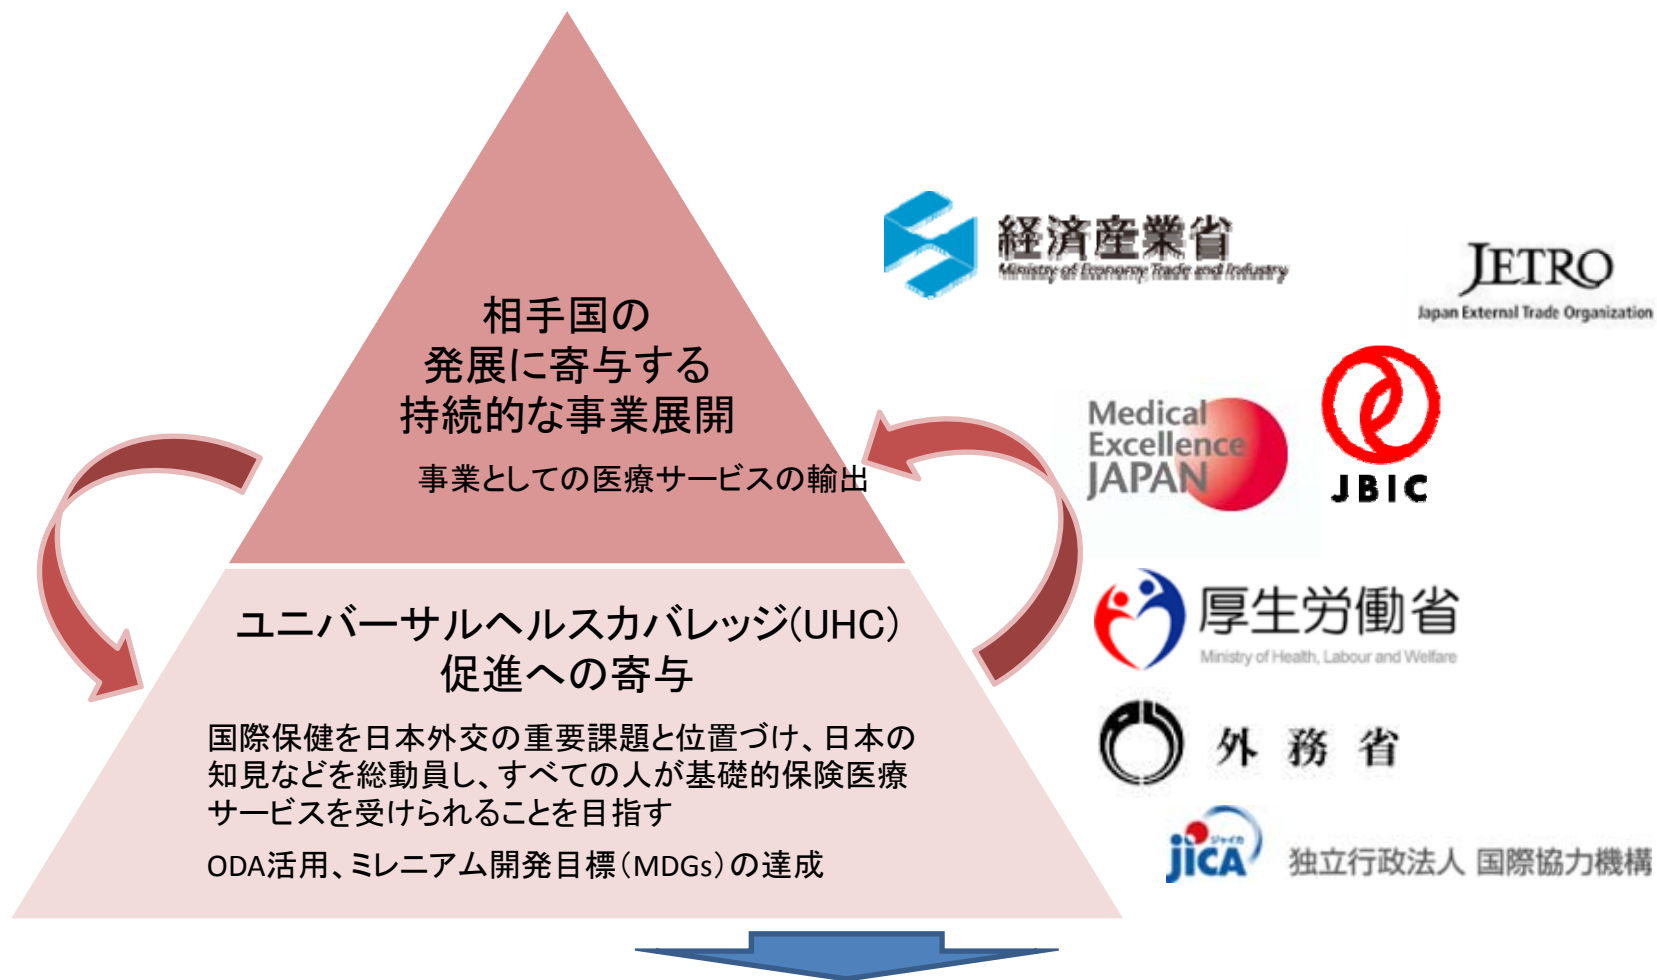 相手国の
発展に寄与する
持続的な事業展開
事業としての医療サービスの輸出
ユニバーサルヘルスカバレッジ(UHC)
促進への寄与
国際保健を日本外交の重要課題と位置づけ、日本の
知見などを総動員し、すべての人が基礎的保険医療
サービスを受けられることを目指す
ODA活用、ミレニアム開発目標(MDGs)の達成
経済産業省
Ministry of Economy Trade and Industry
JETRO
Japan External Trade Organization
Medical
Excellence
JAPAN
JBIC
厚生労働省
Ministry of Health, Labour and Welfare
外務省
ジャイカ
jICA
独立行政法人 国際協力機構